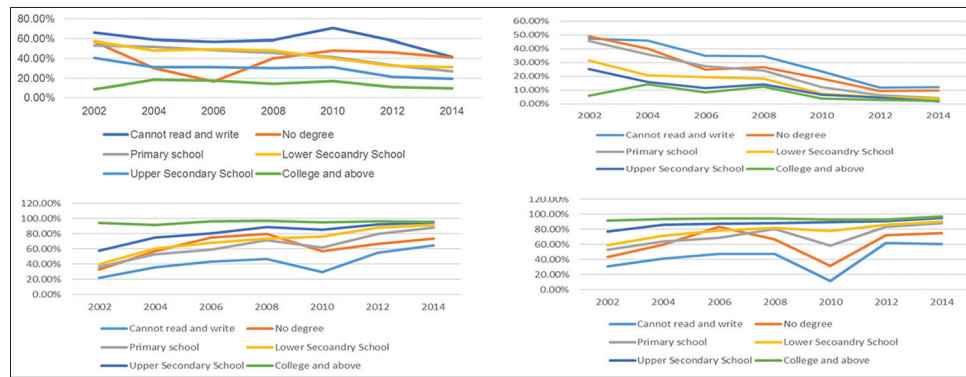 80.00%
60.00%
40.00%
20.00%
0.00%
2002 2004 2006 2008 2010 2012 2014
Cannot read and write No degree
Primary school Lower Secoandry School
Upper Secondary School College and above
60.00%
50.00%
40.00%
30.00%
20.00%
10.00%
0.00%
2002 2004 2006 2008 2010 2012 2014
Cannot read and write No degree
Primary school Lower Secoandry School
Upper Secondary School College and above
120.00%
100.00%
80.00%
60.00%
40.00%
20.00%
0.00%
2002 2004 2006 2008 2010 2012 2014
Cannot read and write No degree
Primary school Lower Secoandry School
Upper Secondary School College and above
120.00%
100.00%
80.00%
60.00%
40.00%
20.00%
0.00%
2002 2004 2006 2008 2010 2012 2014
Cannot read and write No degree
Primary school Lower Secoandry School
Upper Secondary School College and above